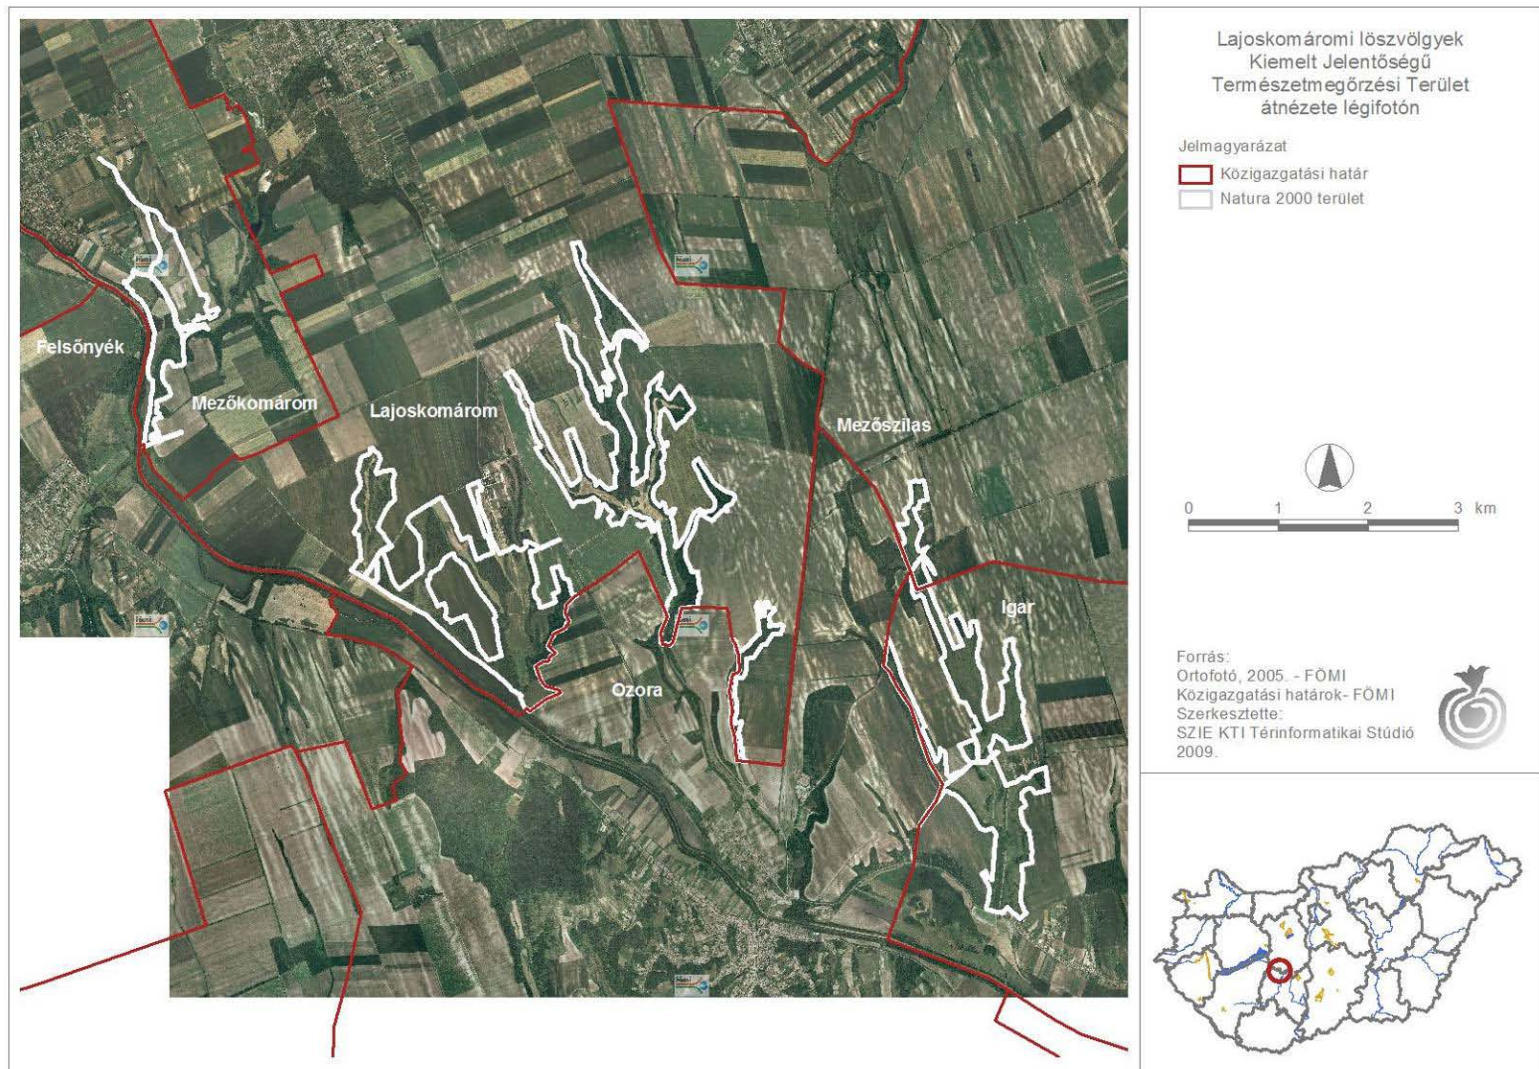 Lajoskomáromi löszvölgyek
Kiemelt Jelentőségű
Természetmegőrzési Terület
átnézete légifotón
Jelmagyarázat
Közigazgatási határ
Natura 2000 terület
Felsőnyék
Mezőkomárom
Lajoskomárom
Mezőszilas
Igar
Ozora
0 1 2 3 km
Forrás:
Ortofotó, 2005. - FÖMI
Közigazgatási határok- FÖMI
Szerkesztette:
SZIE KTI Térinformatikai Stúdió
2009.